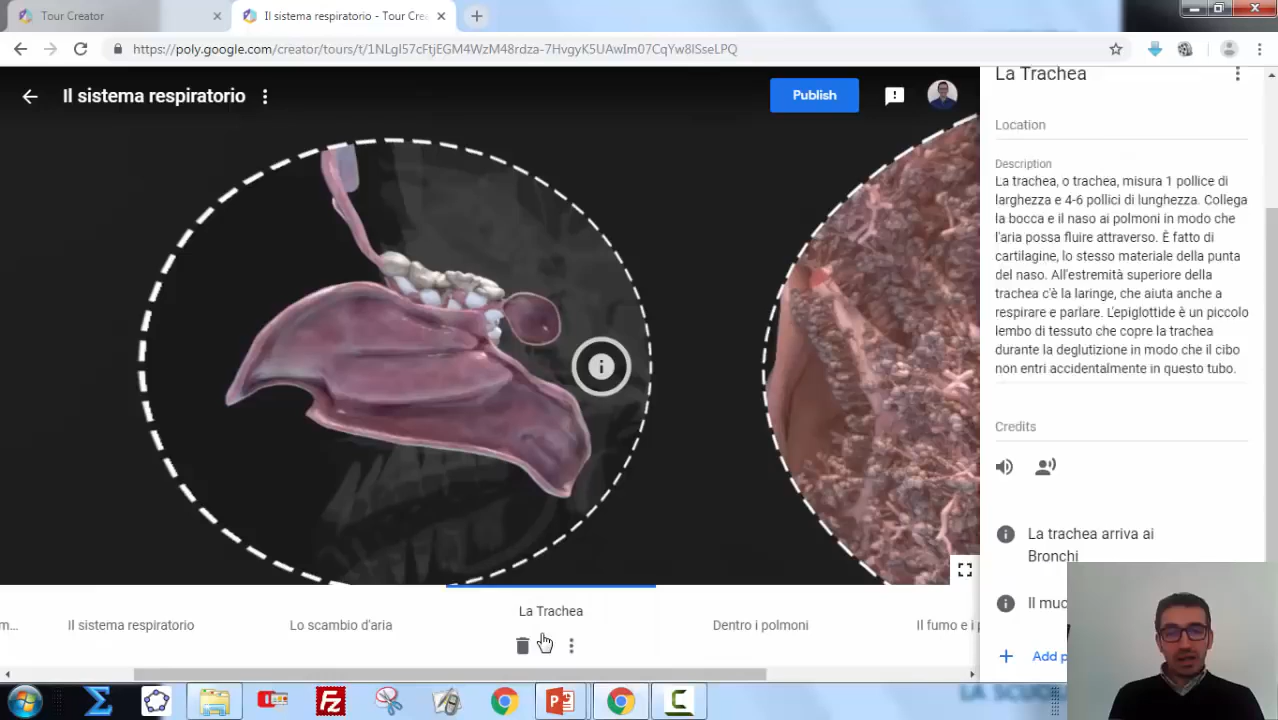 Tour Creator
Il sistema respiratorio - Tour Cre
https://poly.google.com/creator/tours/t/1NLgI57cFtjEGM4WzM48rdza-7HvgyK5UAwIm07CqYw8lSseLPQ
Il sistema respiratorio
Publish
La Trachea
Location
Description
La trachea, o trachea, misura 1 pollice di
larghezza e 4-6 pollici di lunghezza. Collega
la bocca e il naso ai polmoni in modo che
l'aria possa fluire attraverso. È fatto di
cartilagine, lo stesso materiale della punta
del naso. All'estremità superiore della
trachea c'è la laringe, che aiuta anche a
respirare e parlare. L'epiglottide è un piccolo
lembo di tessuto che copre la trachea
durante la deglutizione in modo che il cibo
non entri accidentalmente in questo tubo.
Credits
La trachea arriva ai
Bronchi
Il muc
Add p
m...
Il sistema respiratorio
Lo scambio d'aria
La Trachea
Dentro i polmoni
Il fumo e i p
LA SCUOL